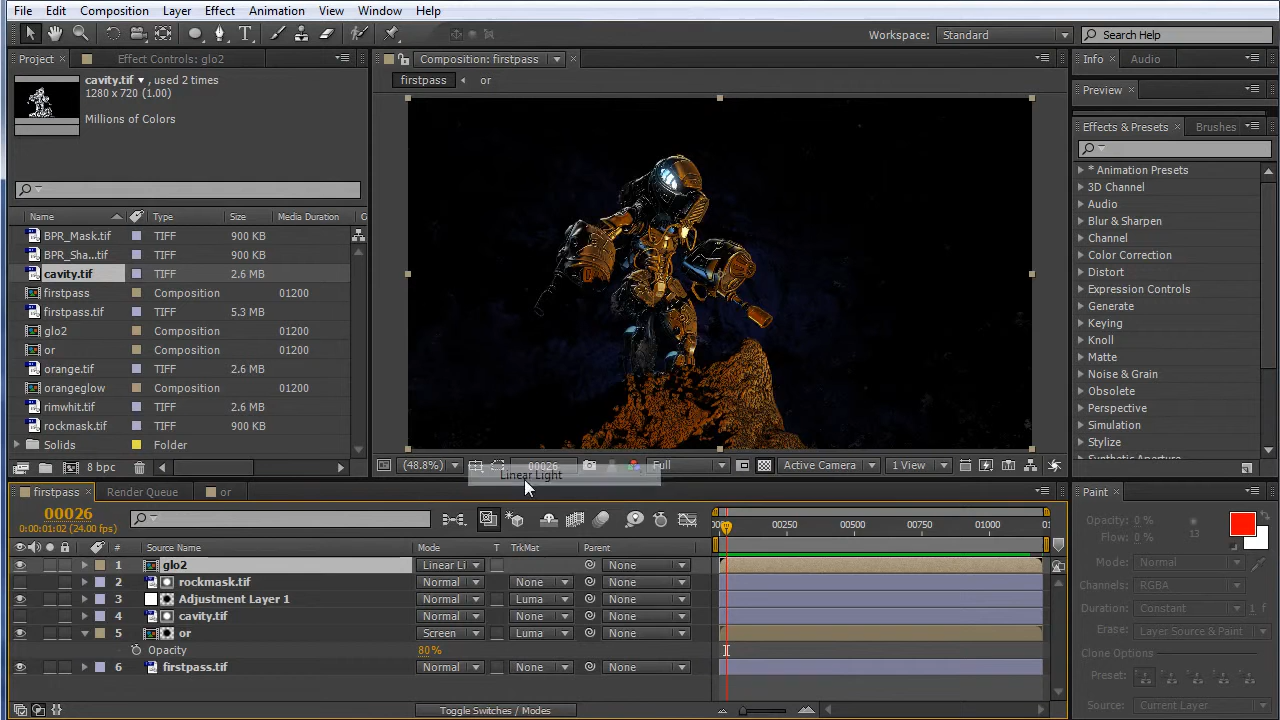 File Edit Composition Layer Effect Animation View Window Help
Workspace: Standard Search Help
Project Effect Controls: glo2
cavity.tif ▼, used 2 times
1280 x 720 (1.00)
Millions of Colors
Name Type Size Media Duration
BPR_Mask.tif TIFF 900 KB
BPR_Sha...tif TIFF 900 KB
cavity.tif TIFF 2.6 MB
firstpass Composition 01200
firstpass.tif TIFF 5.3 MB
glo2 Composition 01200
or Composition 01200
orange.tif TIFF 2.6 MB
orangeglow Composition 01200
rimwhit.tif TIFF 2.6 MB
rockmask.tif TIFF 900 KB
Solids Folder
8 bpc
Composition: firstpass
firstpass or
(48.8%) 00026 Full Active Camera 1 View
Linear Light
Info Audio
Preview
Effects & Presets Brushes
* Animation Presets
3D Channel
Audio
Blur & Sharpen
Channel
Color Correction
Distort
Expression Controls
Generate
Keying
Knoll
Matte
Noise & Grain
Obsolete
Perspective
Simulation
Stylize
Synthetic Aperture
firstpass Render Queue or
00026
0:00:01:02 (24.00 fps)
00250 00500 00750 01000
# Source Name Mode T TrkMat Parent
1 glo2 Linear Li None
2 rockmask.tif Normal None None
3 Adjustment Layer 1 Normal Luma None
4 cavity.tif Normal None None
5 or Screen Luma None
Opacity 80%
6 firstpass.tif Normal None None
Toggle Switches / Modes
Paint
Opacity: 0 %
Flow: 0 %
13
Mode: Normal
Channels: RGBA
Duration: Constant 1 f
Erase: Layer Source & Paint
Clone Options
Preset:
Source: Current Layer